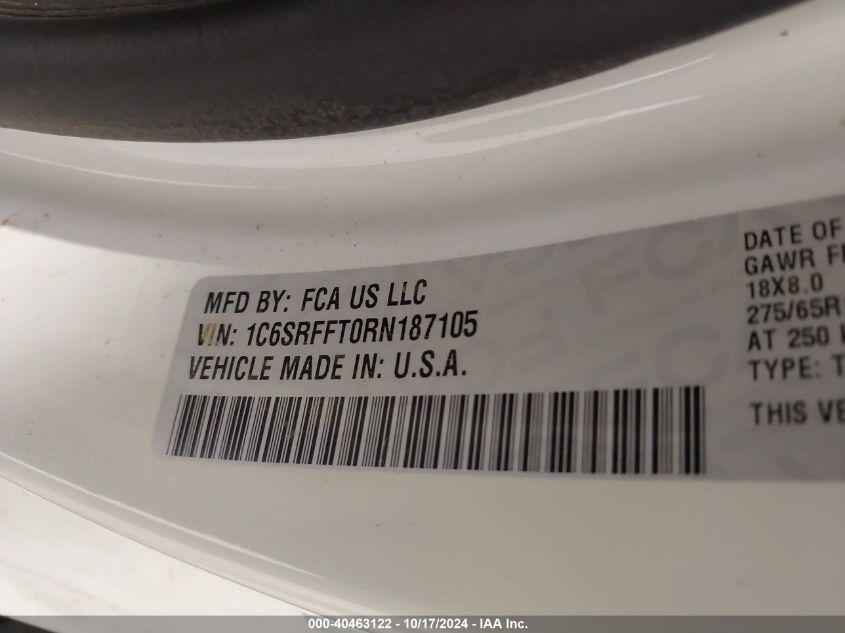 MFD BY: FCA US LLC
VIN: 1C6SRFFT0RN187105
VEHICLE MADE IN: U.S.A.
DATE OF
GAWR F
18X8.0
275/65R
AT 250
TYPE: T
THIS VE
000-40463122 - 10/17/2024 - IAA Inc.